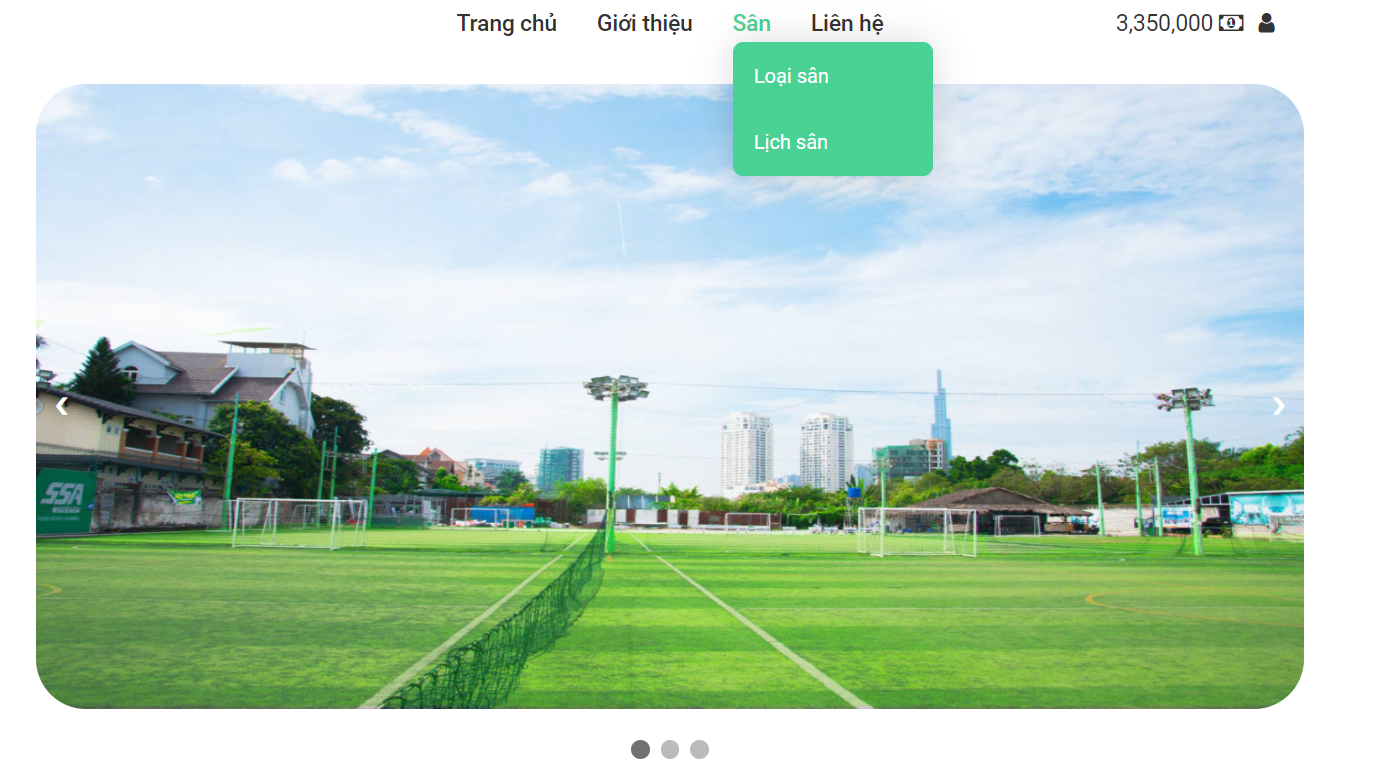 Trang chủ Giới thiệu Sân Liên hệ 3,350,000
Loại sân
Lịch sân
SSA